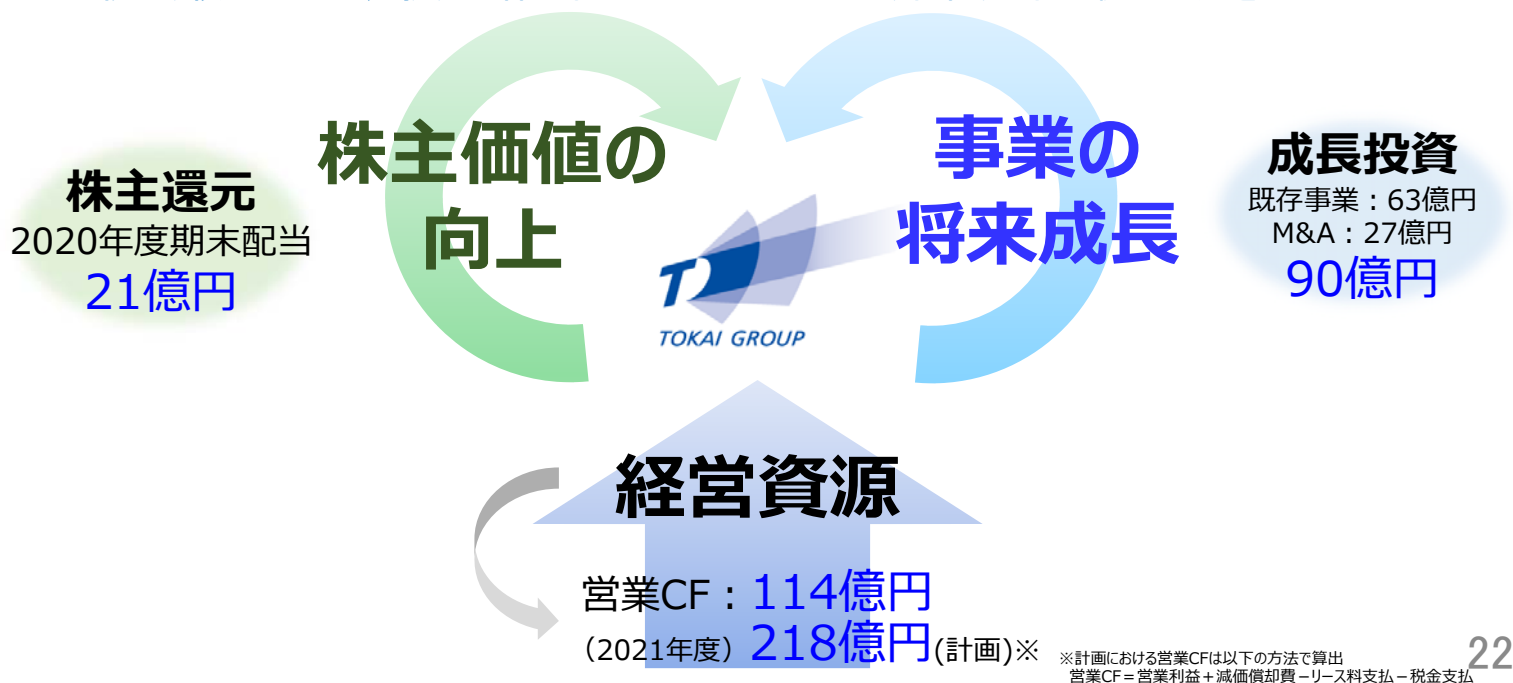 株主価値の
向上
事業の
将来成長
株主還元
2020年度期末配当
21億円
成長投資
既存事業：63億円
M&A：27億円
90億円
TOKAI GROUP
経営資源
営業CF：114億円
（2021年度）218億円(計画)※
※計画における営業CFは以下の方法で算出
営業CF＝営業利益＋減価償却費－リース料支払－税金支払
22